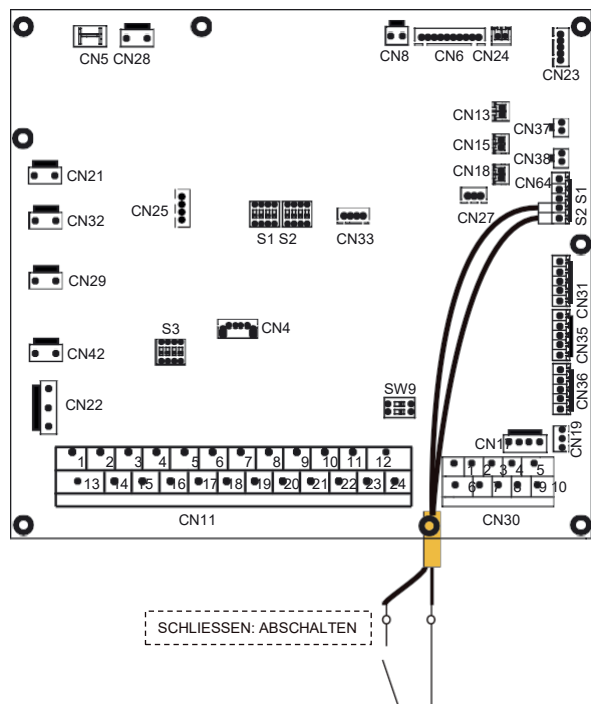 CN5 CN28
CN8 CN6 CN24
CN23
CN13
CN37
CN15
CN38
CN18
CN64
CN21
CN32
CN25
CN27
S2 S1
S1 S2
CN33
CN29
CN31
S3
CN4
CN35
CN42
CN36
SW9
CN22
CN17
CN19
1 2 3 4 5 6 7 8 9 10 11 12
13 14 15 16 17 18 19 20 21 22 23 24
1 2 3 4 5
6 7 8 9 10
CN11
CN30
SCHLIESSEN: ABSCHALTEN